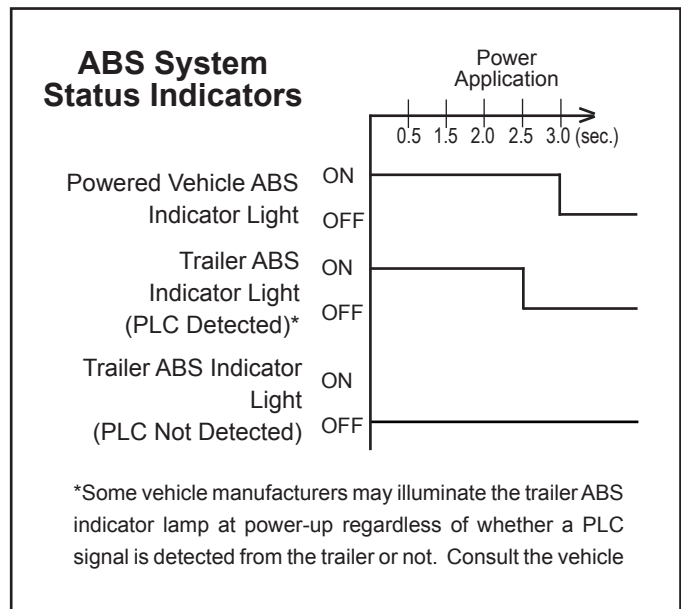 ABS System
Status Indicators
Power
Application
0.5 1.5 2.0 2.5 3.0 (sec.)
Powered Vehicle ABS
Indicator Light
ON
OFF
Trailer ABS
Indicator Light
(PLC Detected)*
ON
OFF
Trailer ABS Indicator
Light
(PLC Not Detected)
ON
OFF
*Some vehicle manufacturers may illuminate the trailer ABS
indicator lamp at power-up regardless of whether a PLC
signal is detected from the trailer or not. Consult the vehicle